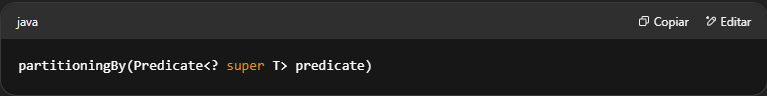 java
Copiar
Editar
partitioningBy(Predicate<? super T> predicate)